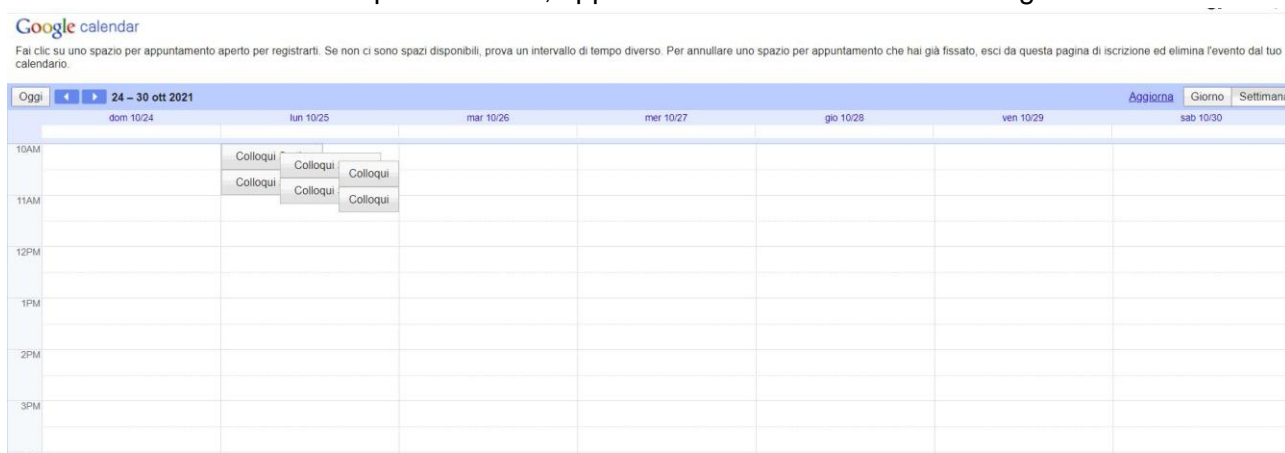 Google calendar
Fai clic su uno spazio per appuntamento aperto per registrarti. Se non ci sono spazi disponibili, prova un intervallo di tempo diverso. Per annullare uno spazio per appuntamento che hai già fissato, esci da questa pagina di iscrizione ed elimina l'evento dal tuo
calendario.
Oggi 24 – 30 ott 2021 Aggiorna Giorno
dom 10/24 lun 10/25 mar 10/26 mer 10/27 gio 10/28 ven 10/29 sab 10/30
10AM
Colloqui
Colloqui
Colloqui
Colloqui
Colloqui
Colloqui
11AM
12PM
1PM
2PM
3PM